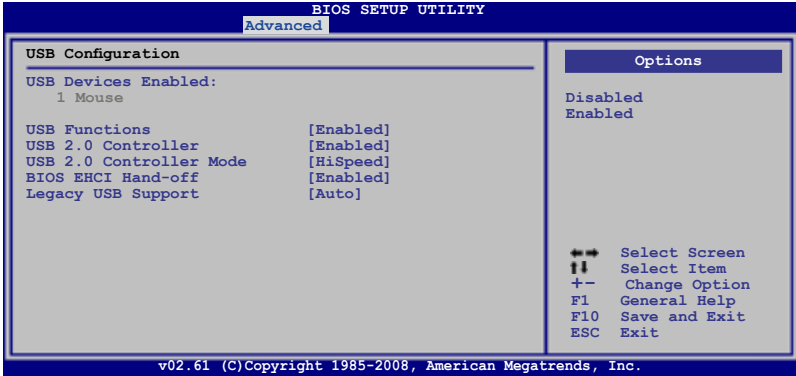 BIOS SETUP UTILITY
Advanced
USB Configuration
USB Devices Enabled:
1 Mouse
USB Functions [Enabled]
USB 2.0 Controller [Enabled]
USB 2.0 Controller Mode [HiSpeed]
BIOS EHCI Hand-off [Enabled]
Legacy USB Support [Auto]
Options
Disabled
Enabled
←→ Select Screen
↑↓ Select Item
+- Change Option
F1 General Help
F10 Save and Exit
ESC Exit
v02.61 (C)Copyright 1985-2008, American Megatrends, Inc.